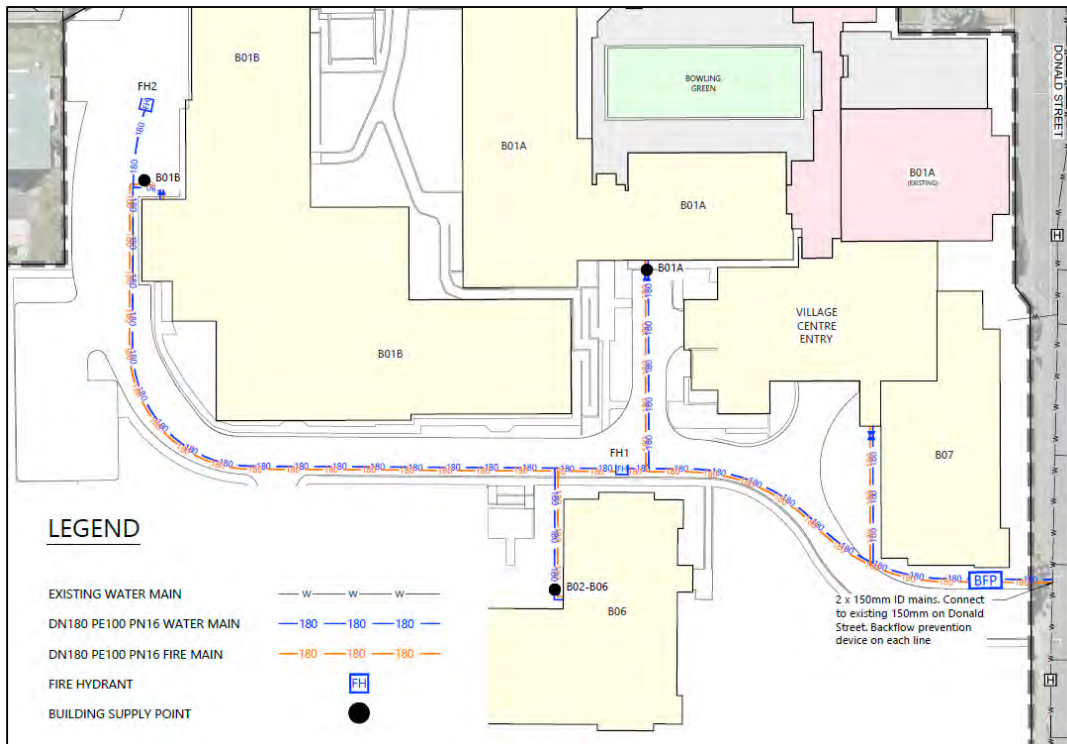 B01B
FH2
FH
BOWLING
GREEN
DONALD STREET
B01A
B01A
(EXISTING)
B01A
B01B
H
B01A
VILLAGE
CENTRE
ENTRY
B01B
FH1
FH
B07
180
LEGEND
BFP
B02-B06
B06
2 x 150mm ID mains. Connect
to existing 150mm on Donald
Street. Backflow prevention
device on each line
EXISTING WATER MAIN w w w
DN180 PE100 PN16 WATER MAIN 180 180 180
DN180 PE100 PN16 FIRE MAIN 180 180 180
FIRE HYDRANT FH
BUILDING SUPPLY POINT
H